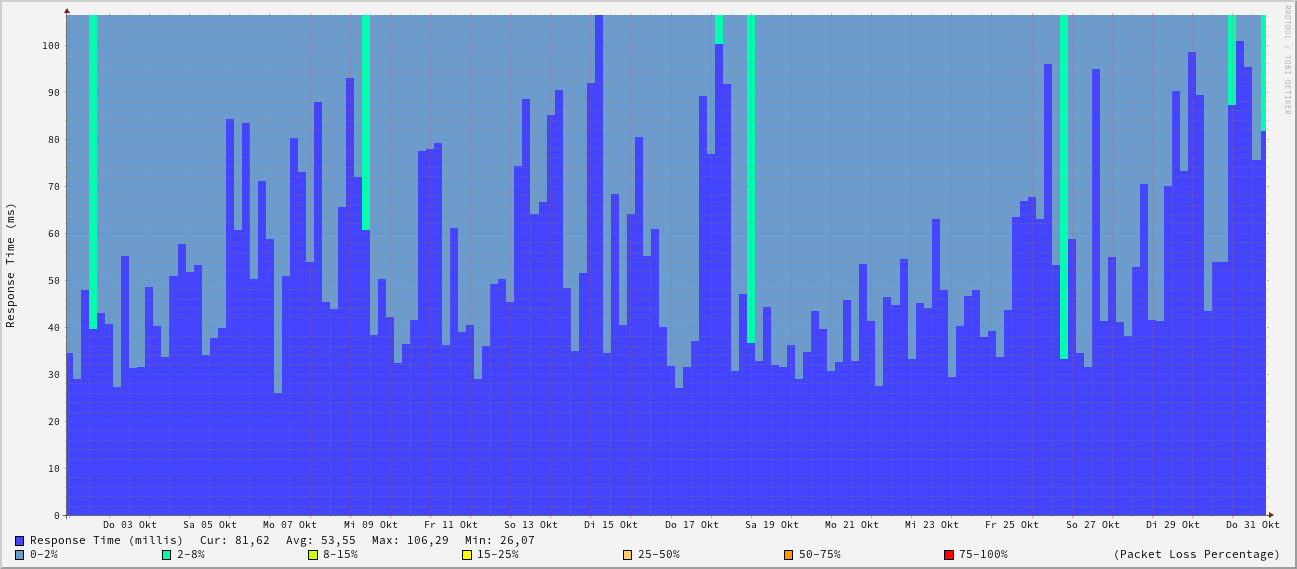 RRDTOOL / TOBI OETIKER
Response Time (ms)
100
90
80
70
60
50
40
30
20
10
0
Do 03 Okt Sa 05 Okt Mo 07 Okt Mi 09 Okt Fr 11 Okt So 13 Okt Di 15 Okt Do 17 Okt Sa 19 Okt Mo 21 Okt Mi 23 Okt Fr 25 Okt So 27 Okt Di 29 Okt Do 31 Okt
Response Time (millis) Cur: 81,62 Avg: 53,55 Max: 106,29 Min: 26,07
0-2% 2-8% 8-15% 15-25% 25-50% 50-75% 75-100% (Packet Loss Percentage)